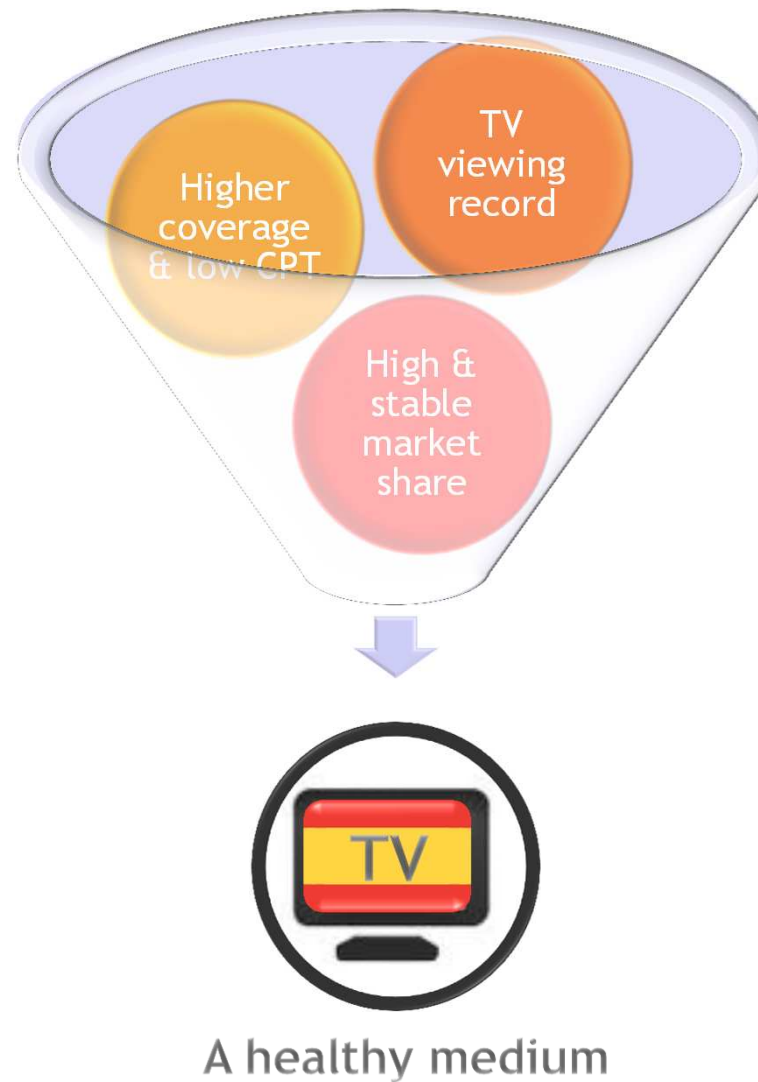 TV
viewing
record
Higher
coverage
& low CPT
High &
stable
market
share
TV
A healthy medium